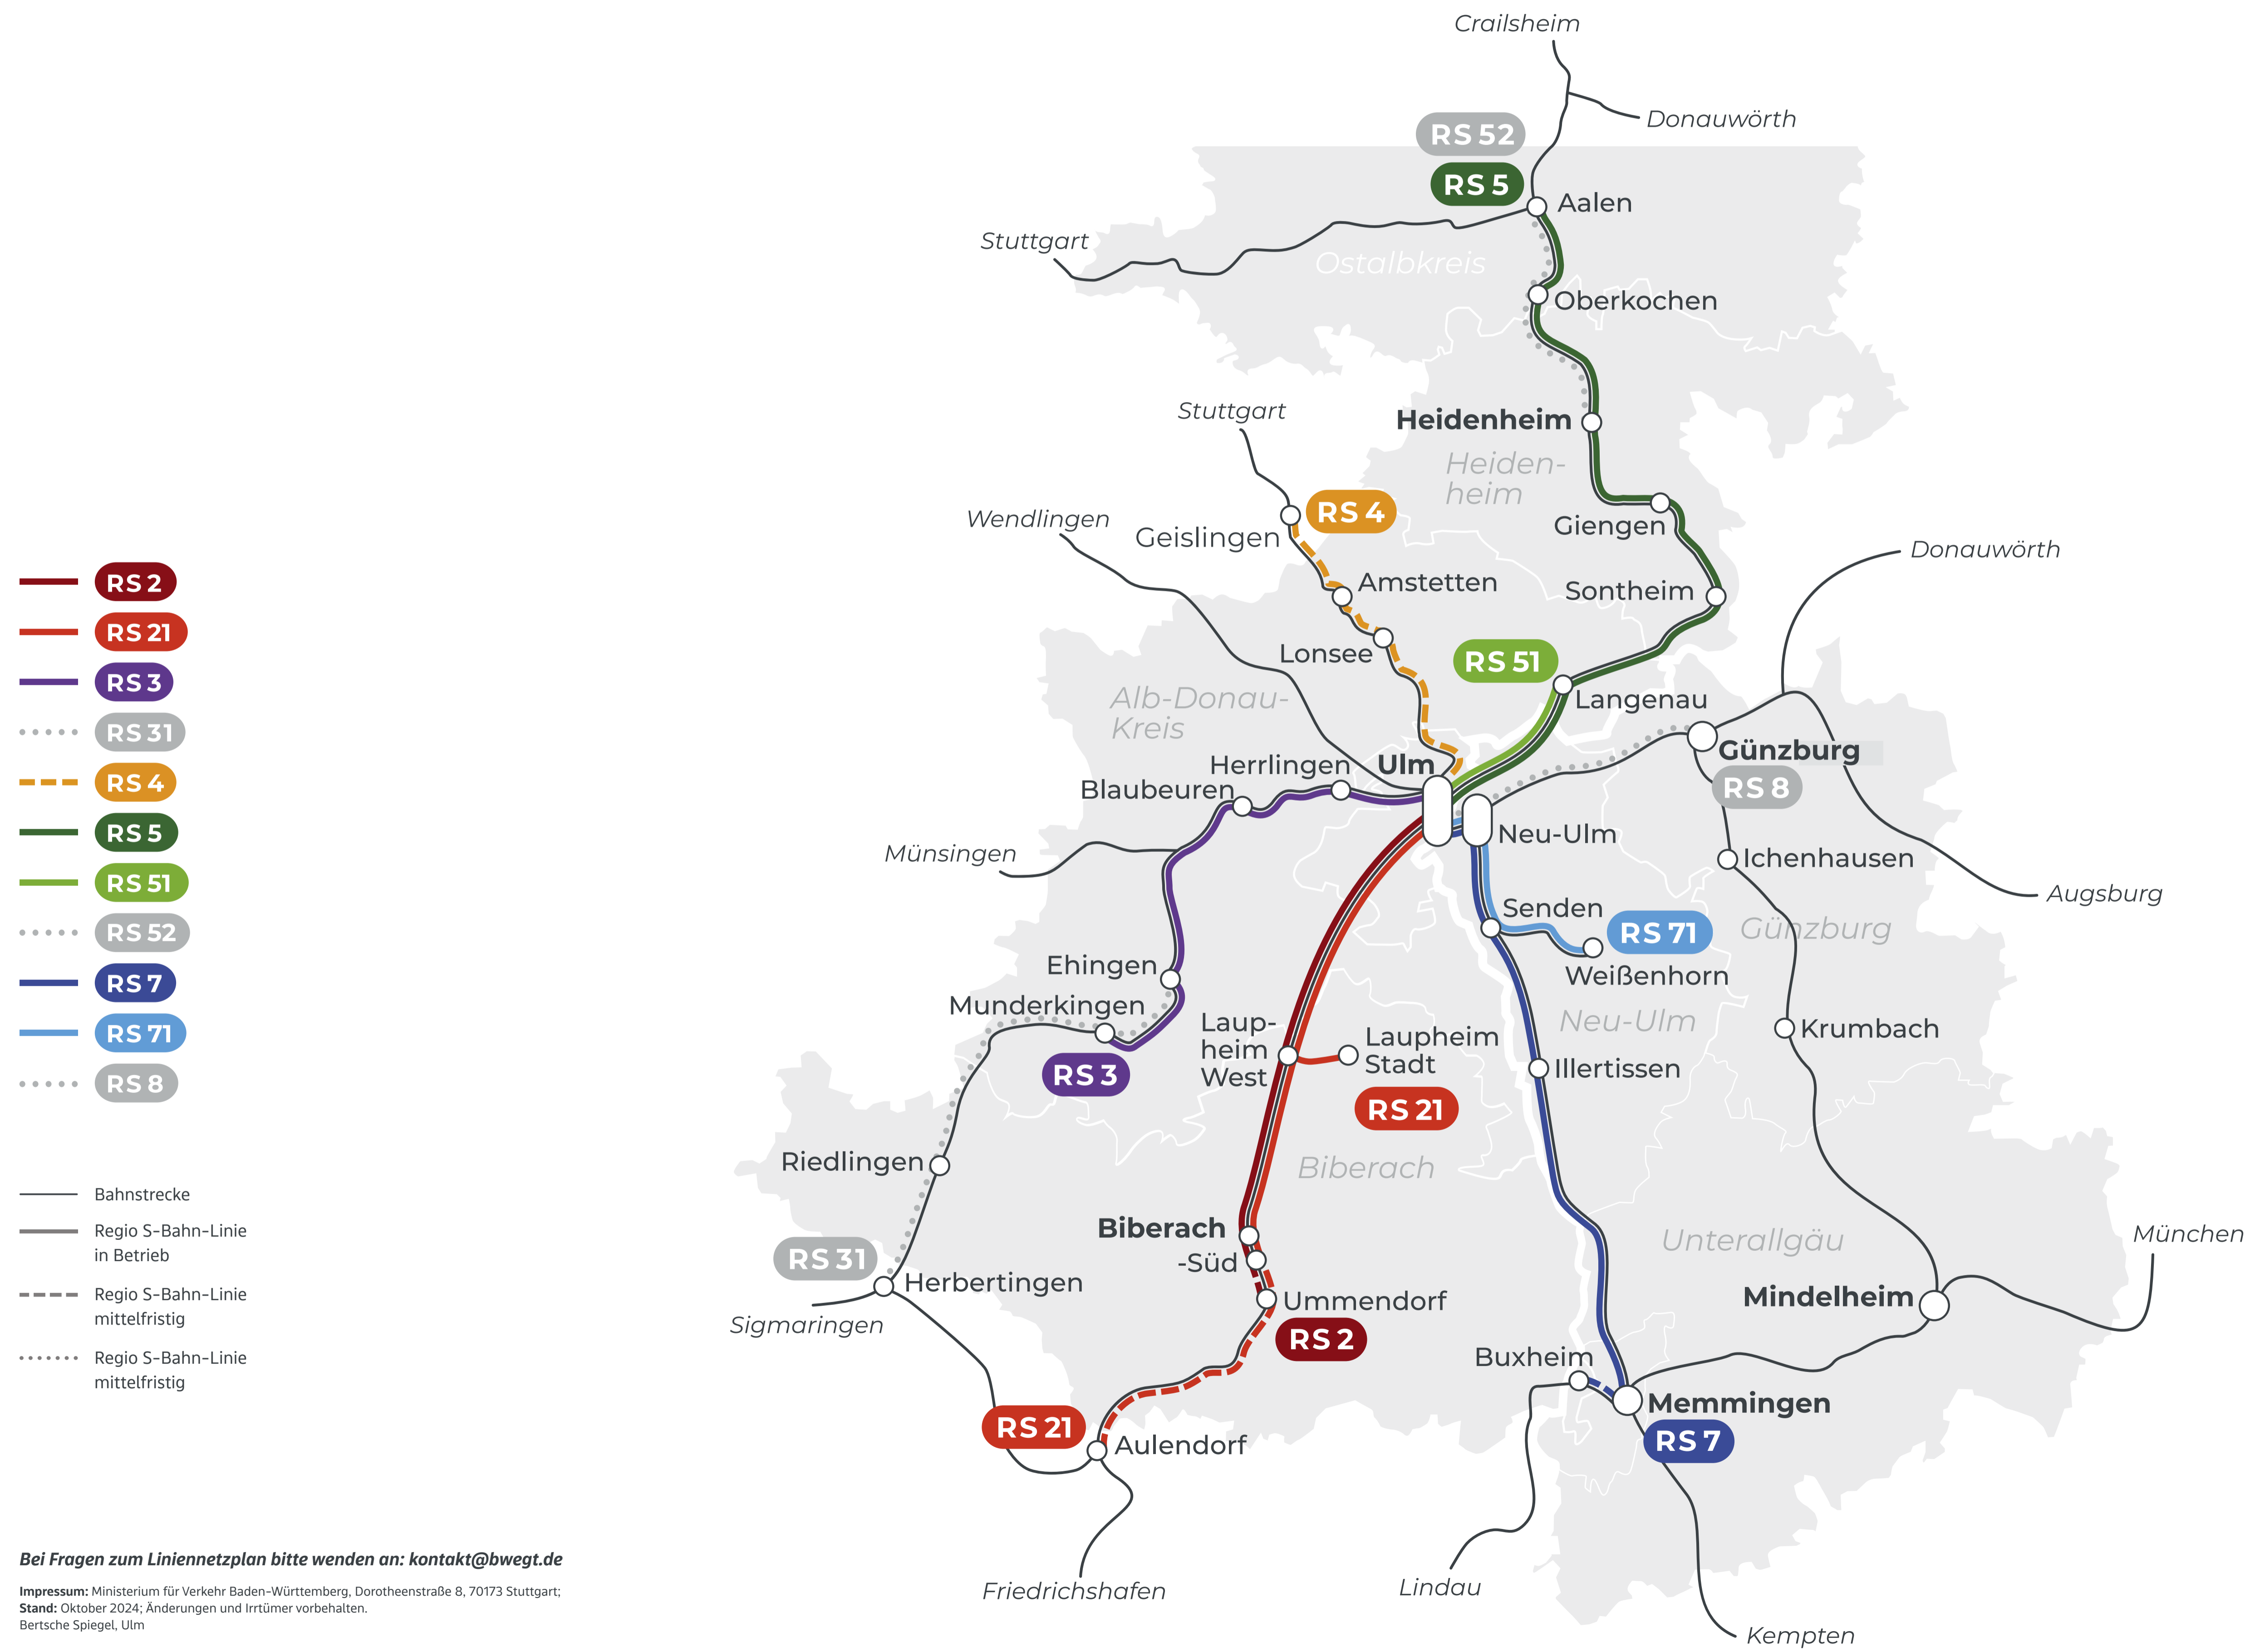 Crailsheim
Donauwörth
RS 52
RS 5
Aalen
Stuttgart
Ostalbkreis
Oberkochen
Stuttgart
Heidenheim
Heiden-
heim
RS 4
Wendlingen
Geislingen
Giengen
Donauwörth
Amstetten
Sontheim
RS 2
RS 21
RS 3
RS 31
RS 4
RS 5
RS 51
RS 52
RS 7
RS 71
RS 8
Lonsee
RS 51
Langenau
Alb-Donau-
Kreis
Günzburg
RS 8
Herrlingen
Ulm
Blaubeuren
Neu-Ulm
Münsingen
Ichenhausen
Augsburg
Senden
RS 71
Günzburg
Weißenhorn
Ehingen
Munderkingen
Neu-Ulm
Laup-
heim
West
Laupheim
Stadt
Krumbach
RS 3
Illertissen
RS 21
Riedlingen
Biberach
Bahnstrecke
Regio S-Bahn-Linie
in Betrieb
Regio S-Bahn-Linie
mittelfristig
Regio S-Bahn-Linie
mittelfristig
Biberach
-Süd
Unterallgäu
München
RS 31
Herbertingen
Ummendorf
Mindelheim
Sigmaringen
RS 2
Buxheim
Memmingen
RS 21
Aulendorf
RS 7
Friedrichshafen
Lindau
Kempten
Bei Fragen zum Liniennetzplan bitte wenden an: kontakt@bwegt.de
Impressum: Ministerium für Verkehr Baden-Württemberg, Dorotheenstraße 8, 70173 Stuttgart;
Stand: Oktober 2024; Änderungen und Irrtümer vorbehalten.
Bertsche Spiegel, Ulm